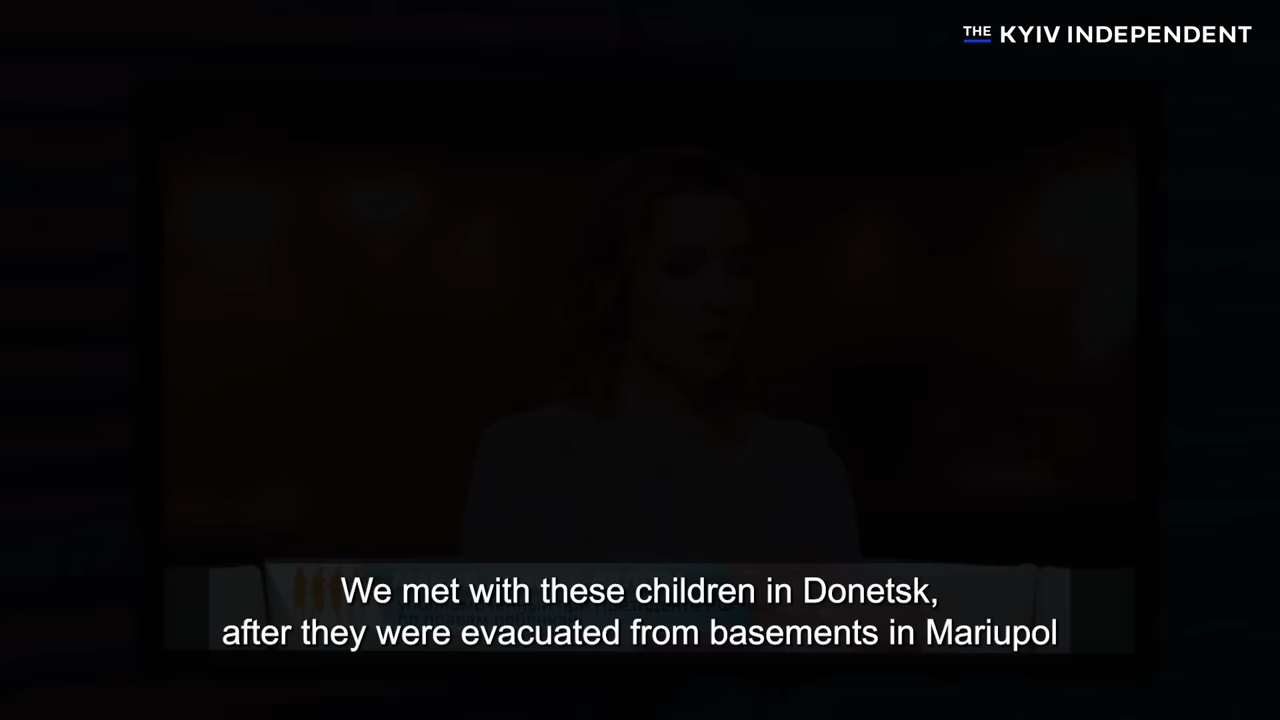 THE KYIV INDEPENDENT
We met with these children in Donetsk,
after they were evacuated from basements in Mariupol